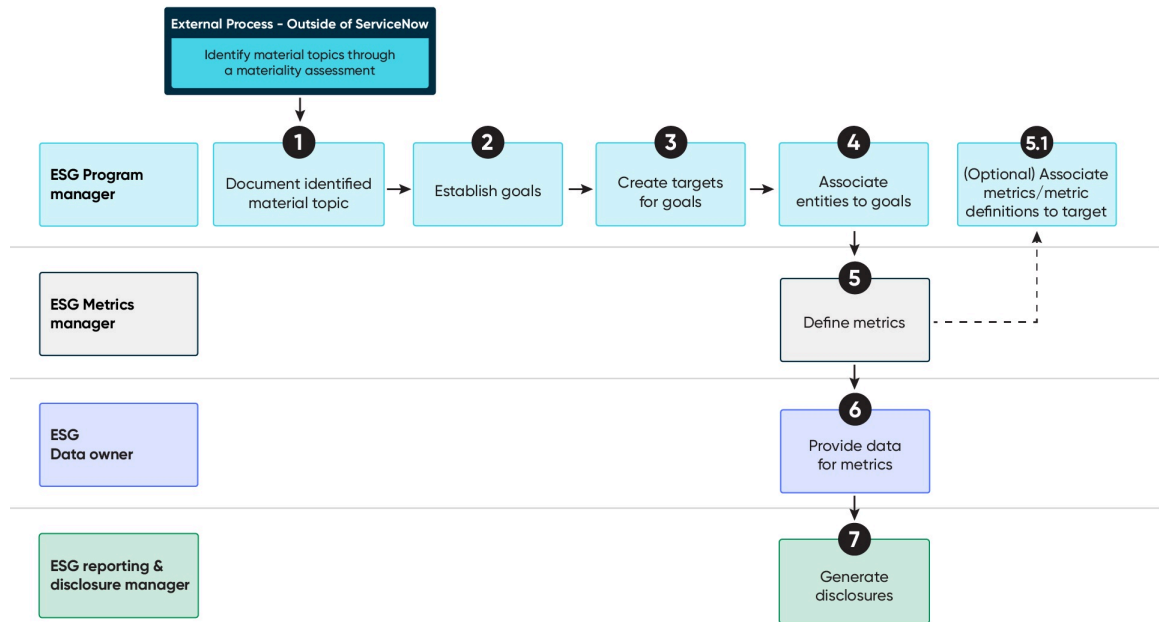 External Process - Outside of ServiceNow
Identify material topics through
a materiality assessment
ESG Program
manager
1
Document identified
material topic
2
Establish goals
3
Create targets
for goals
4
Associate
entities to goals
5.1
(Optional) Associate
metrics/metric
definitions to target
ESG Metrics
manager
5
Define metrics
ESG
Data owner
6
Provide data
for metrics
ESG reporting &
disclosure manager
7
Generate
disclosures